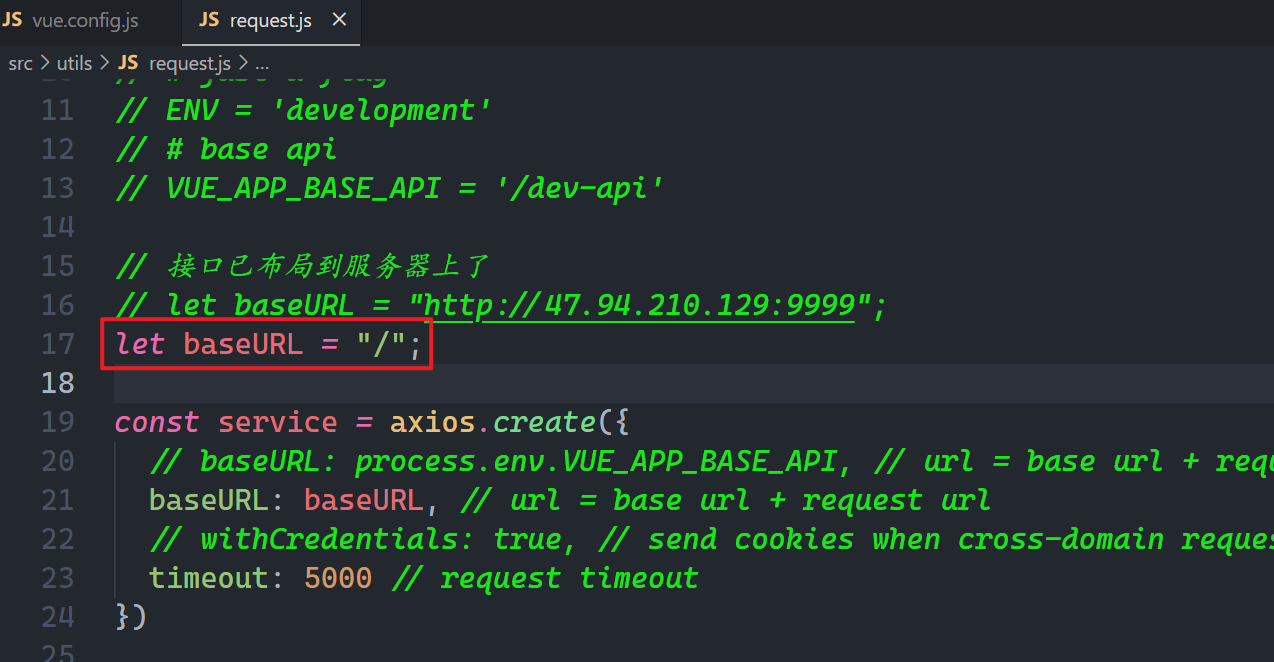 JS vue.config.js JS request.js ×
src > utils > JS request.js > ...
11 // ENV = 'development'
12 // # base api
13 // VUE_APP_BASE_API = '/dev-api'
14
15 // 接口已布局到服务器上了
16 // let baseURL = "http://47.94.210.129:9999";
17 let baseURL = "/";
18
19 const service = axios.create({
20 // baseURL: process.env.VUE_APP_BASE_API, // url = base url + requ
21 baseURL: baseURL, // url = base url + request url
22 // withCredentials: true, // send cookies when cross-domain reques
23 timeout: 5000 // request timeout
24 })
25